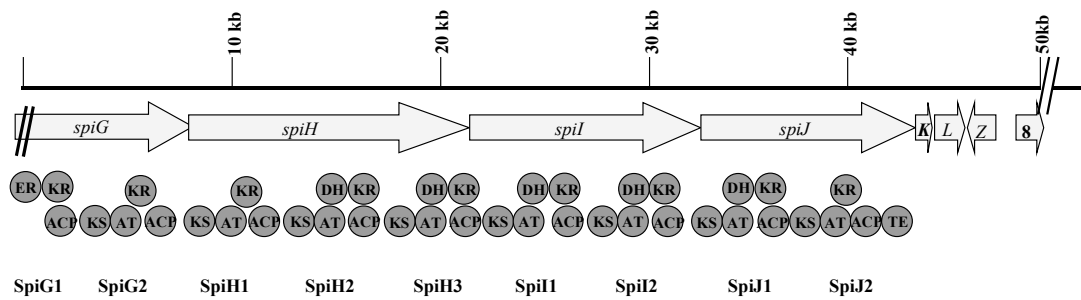 10 kb 20 kb 30 kb 40 kb 50kb
spiG spiH spiI spiJ K L Z 8
ER KR KR KR DH KR DH KR DH KR DH KR DH KR KR
ACP KS AT ACP KS AT ACP KS AT ACP KS AT ACP KS AT ACP KS AT ACP KS AT ACP KS AT ACP TE
SpiG1 SpiG2 SpiH1 SpiH2 SpiH3 SpiI1 SpiI2 SpiJ1 SpiJ2